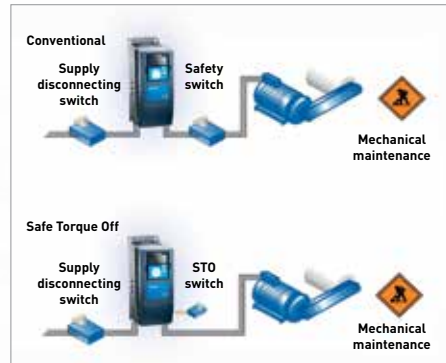 Conventional
Supply
disconnecting
switch
Safety
switch
Mechanical
maintenance
Safe Torque Off
Supply
disconnecting
switch
STO
switch
Mechanical
maintenance